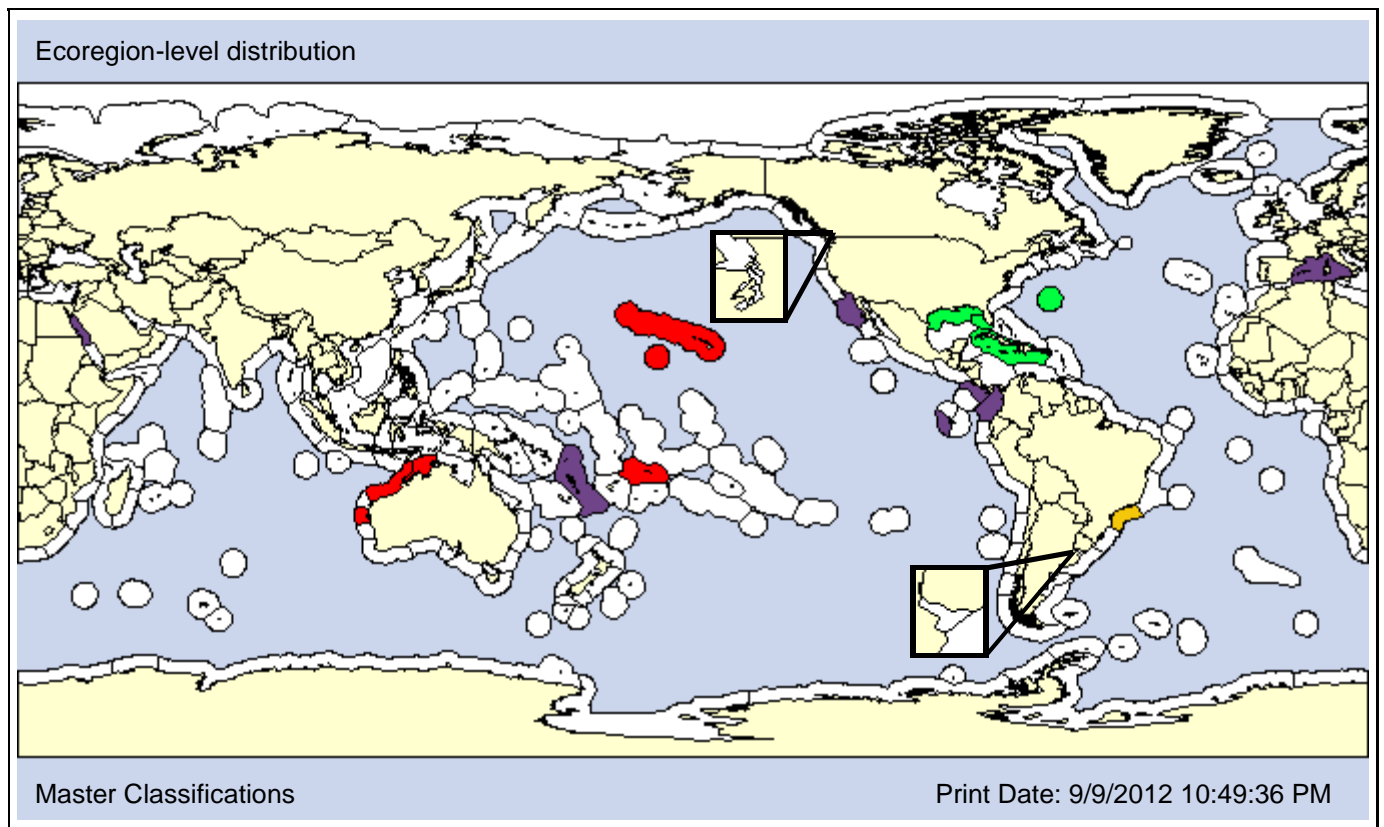 Ecoregion-level distribution
Master Classifications
Print Date: 9/9/2012 10:49:36 PM